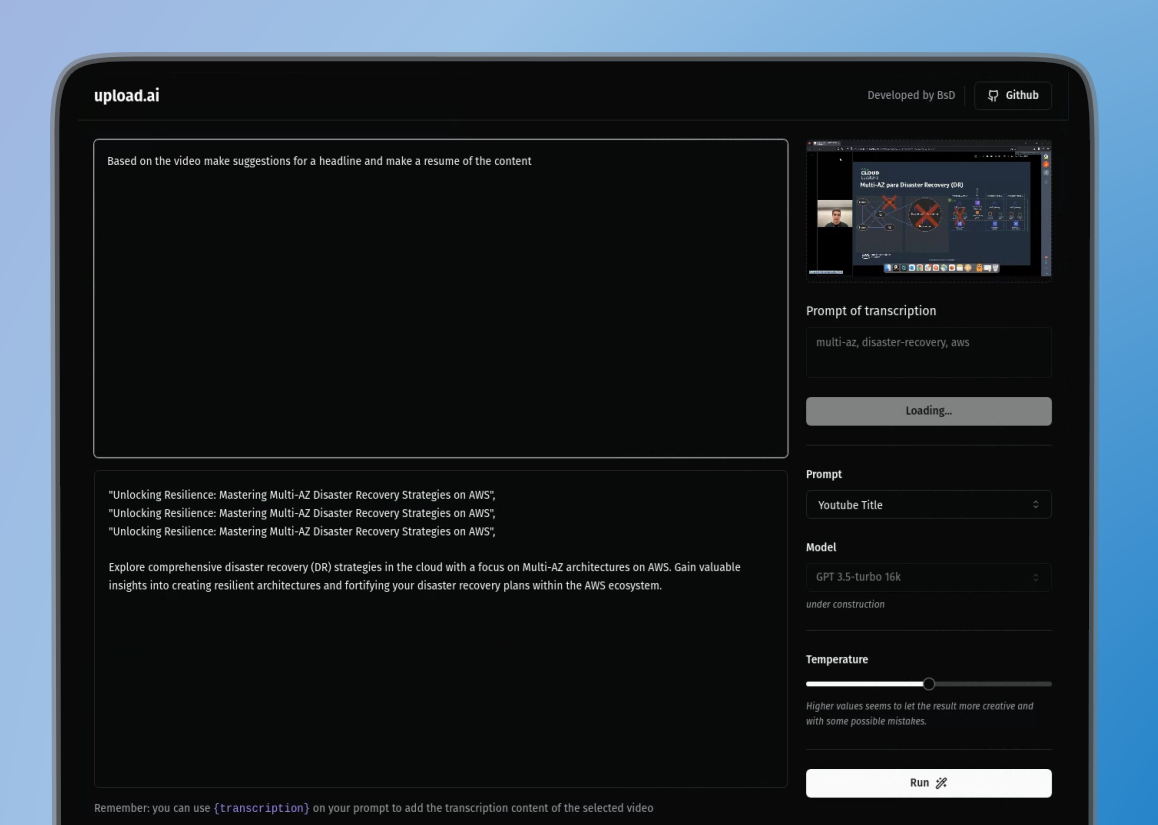 upload.ai
Developed by BsD
Github
Based on the video make suggestions for a headline and make a resume of the content
CLOUD
Multi-AZ para Disaster Recovery (DR)
Prompt of transcription
multi-az, disaster-recovery, aws
Loading...
"Unlocking Resilience: Mastering Multi-AZ Disaster Recovery Strategies on AWS",
"Unlocking Resilience: Mastering Multi-AZ Disaster Recovery Strategies on AWS",
"Unlocking Resilience: Mastering Multi-AZ Disaster Recovery Strategies on AWS",
Explore comprehensive disaster recovery (DR) strategies in the cloud with a focus on Multi-AZ architectures on AWS. Gain valuable
insights into creating resilient architectures and fortifying your disaster recovery plans within the AWS ecosystem.
Prompt
Youtube Title
Model
GPT 3.5-turbo 16k
under construction
Temperature
Higher values seems to let the result more creative and
with some possible mistakes.
Run
Remember: you can use {transcription} on your prompt to add the transcription content of the selected video